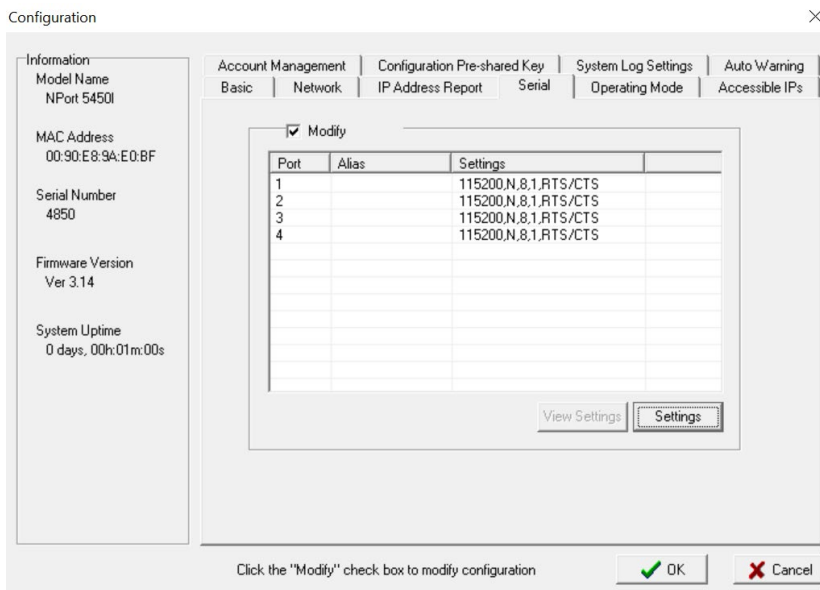 Configuration
Information
Model Name
NPort 5450I
MAC Address
00:90:E8:9A:E0:BF
Serial Number
4850
Firmware Version
Ver 3.14
System Uptime
0 days, 00h:01m:00s
Account Management Configuration Pre-shared Key System Log Settings Auto Warning
Basic Network IP Address Report Serial Operating Mode Accessible IPs
Modify
Port Alias Settings
1 115200,N,8,1,RTS/CTS
2 115200,N,8,1,RTS/CTS
3 115200,N,8,1,RTS/CTS
4 115200,N,8,1,RTS/CTS
View Settings Settings
Click the "Modify" check box to modify configuration OK Cancel